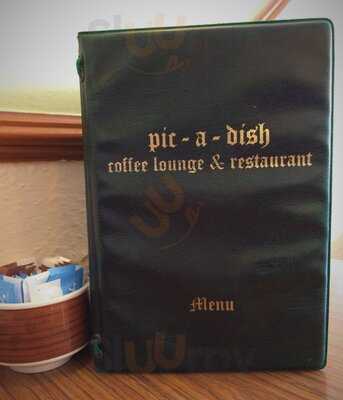 pic - a - dish
coffee lounge & restaurant
Menu